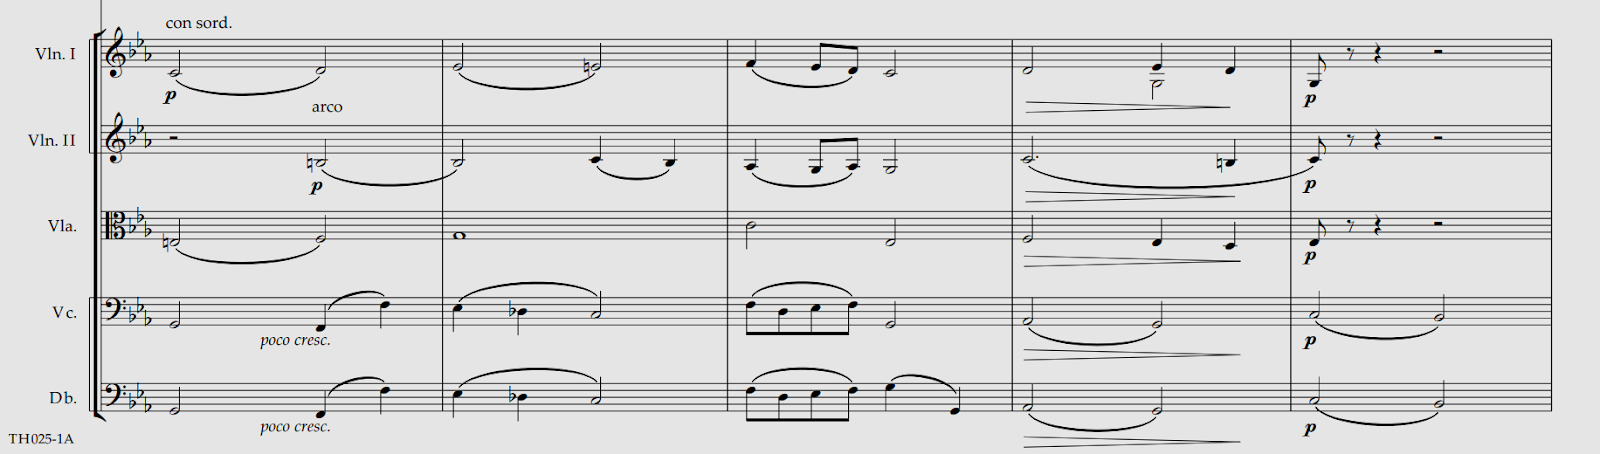 con sord.
Vln. I
p
arco
Vln. II
p
p
p
Vla.
p
Vc.
poco cresc.
p
Db.
poco cresc.
p
TH025-1A